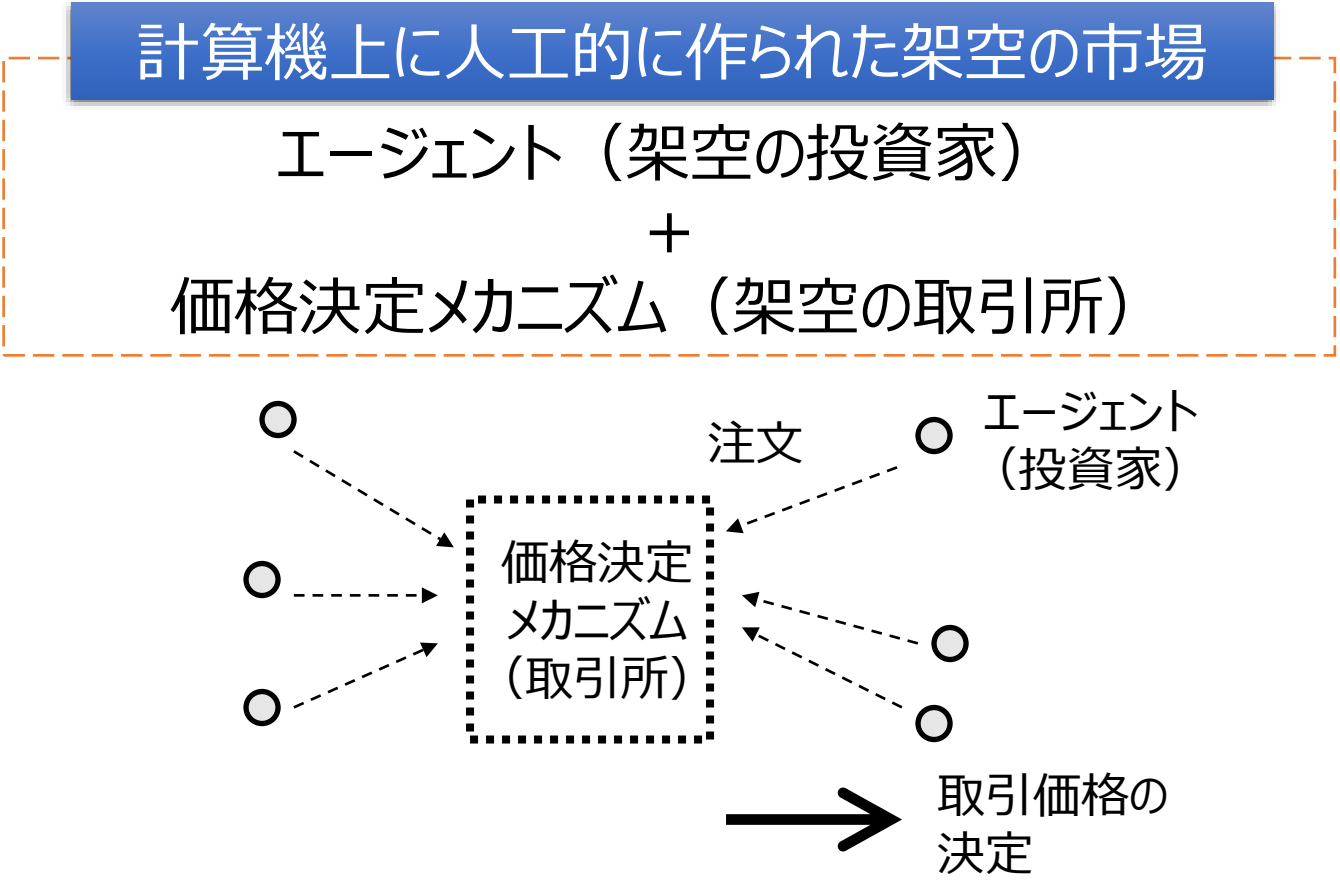 計算機上に人工的に作られた架空の市場
エージェント（架空の投資家）
＋
価格決定メカニズム（架空の取引所）
注文
エージェント
（投資家）
価格決定
メカニズム
（取引所）
取引価格の
決定